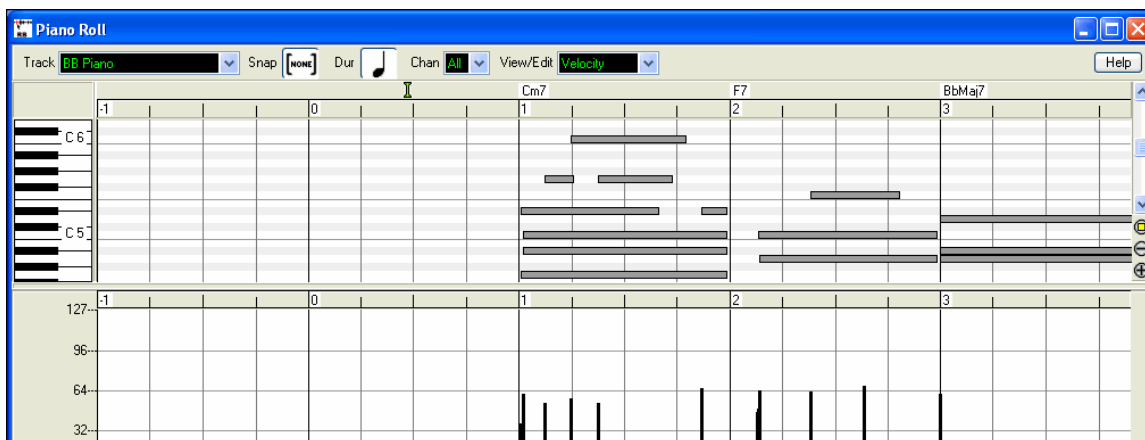 Piano Roll
Track BB Piano Snap [NONE] Dur Chan All View/Edit Velocity Help
Cm7 F7 BbMaj7
-1 0 1 2 3
C 6
C 5
-1 0 1 2 3
127
96
64
32